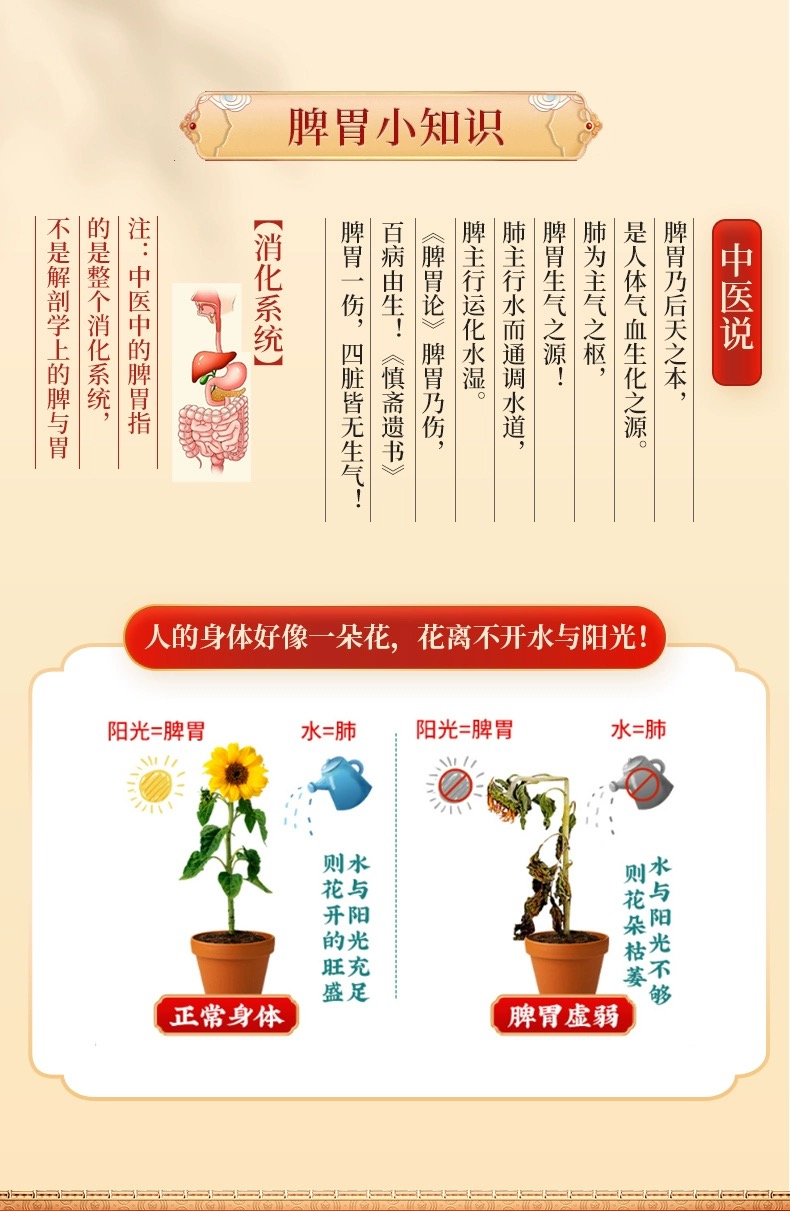 脾胃小知识
中医说
脾胃乃后天之本，
是人体气血生化之源。
肺为主气之枢，
脾胃生气之源！
肺主行水而通调水道，
脾主行运化水湿。
《脾胃论》脾胃乃伤，
百病由生！《慎斋遗书》
脾胃一伤，四脏皆无生气！
【消化系统】
注：中医中的脾胃指
的是整个消化系统，
不是解剖学上的脾与胃
人的身体好像一朵花，花离不开水与阳光！
阳光=脾胃
水=肺
水与阳光充足
则花开的旺盛
正常身体
阳光=脾胃
水=肺
水与阳光不够
则花朵枯萎
脾胃虚弱